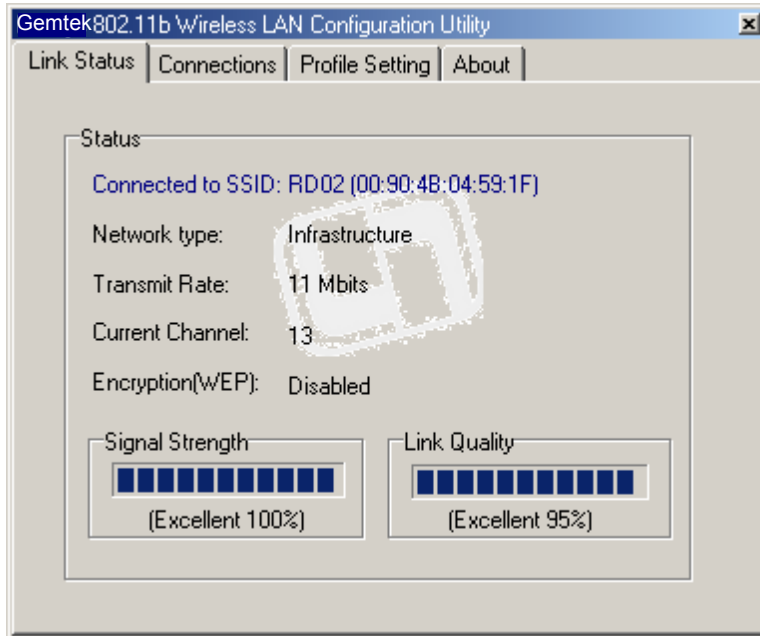 Gemtek802.11b Wireless LAN Configuration Utility
Link Status Connections Profile Setting About
Status
Connected to SSID: RD02 (00:90:4B:04:59:1F)
Network type: Infrastructure
Transmit Rate: 11 Mbits
Current Channel: 13
Encryption(WEP): Disabled
Signal Strength Link Quality
(Excellent 100%) (Excellent 95%)